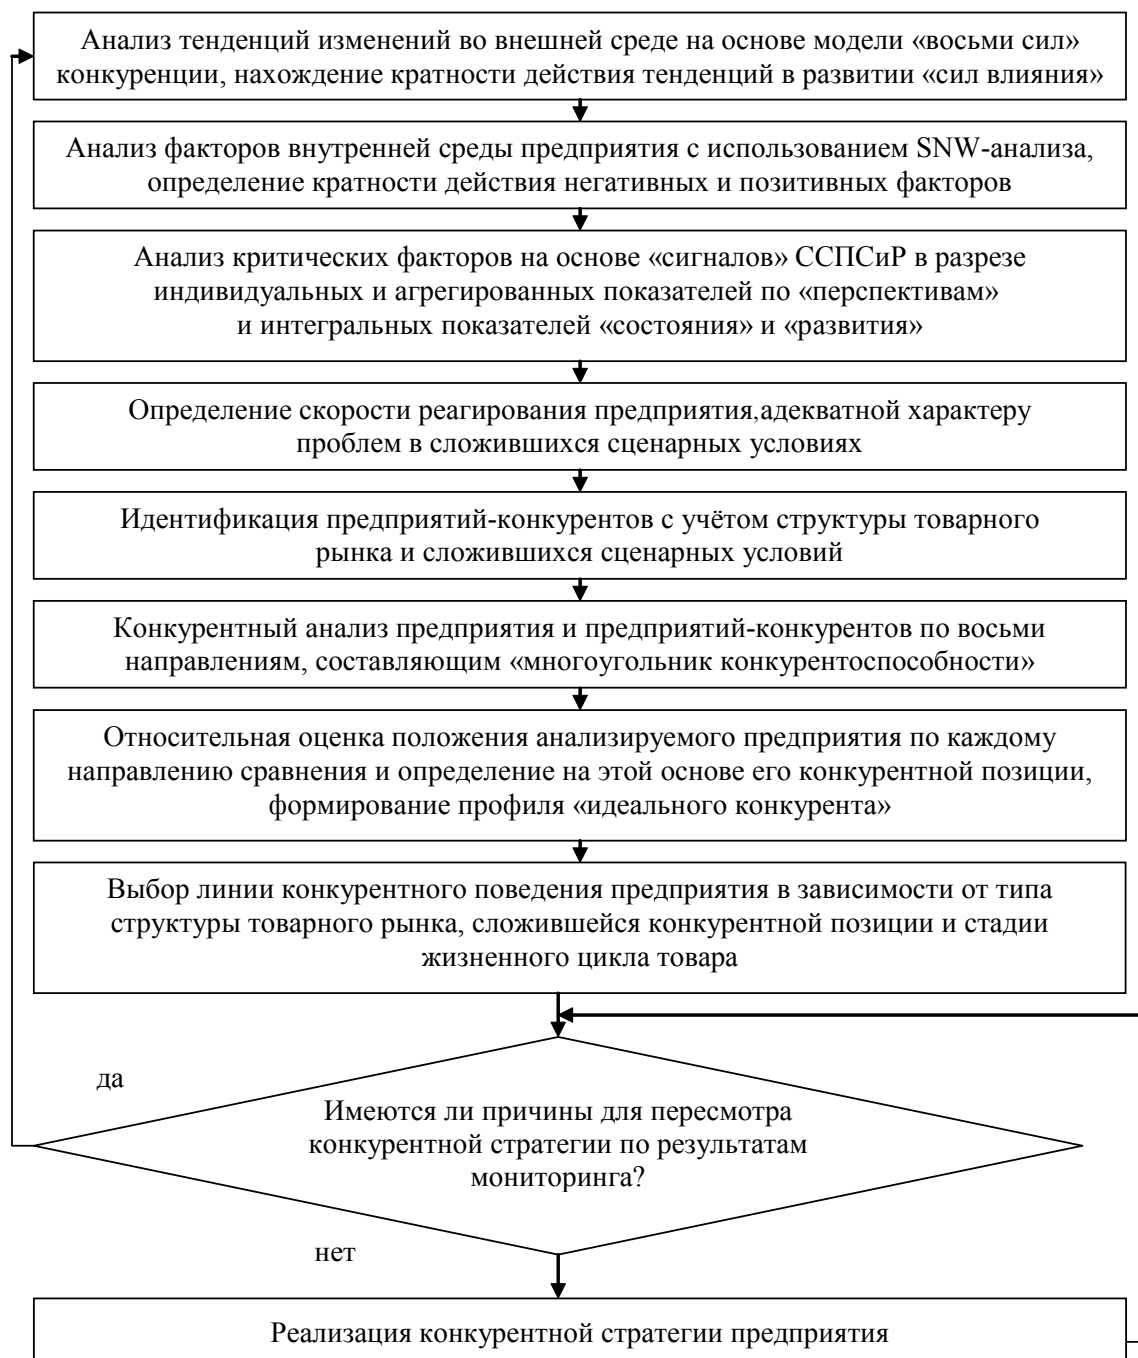 Анализ тенденций изменений во внешней среде на основе модели «восьми сил»
конкуренции, нахождение кратности действия тенденций в развитии «сил влияния»
Анализ факторов внутренней среды предприятия с использованием SNW-анализа,
определение кратности действия негативных и позитивных факторов
Анализ критических факторов на основе «сигналов» ССПСиР в разрезе
индивидуальных и агрегированных показателей по «перспективам»
и интегральных показателей «состояния» и «развития»
Определение скорости реагирования предприятия,адекватной характеру
проблем в сложившихся сценарных условиях
Идентификация предприятий-конкурентов с учётом структуры товарного
рынка и сложившихся сценарных условий
Конкурентный анализ предприятия и предприятий-конкурентов по восьми
направлениям, составляющим «многоугольник конкурентоспособности»
Относительная оценка положения анализируемого предприятия по каждому
направлению сравнения и определение на этой основе его конкурентной позиции,
формирование профиля «идеального конкурента»
Выбор линии конкурентного поведения предприятия в зависимости от типа
структуры товарного рынка, сложившейся конкурентной позиции и стадии
жизненного цикла товара
да
Имеются ли причины для пересмотра
конкурентной стратегии по результатам
мониторинга?
нет
Реализация конкурентной стратегии предприятия